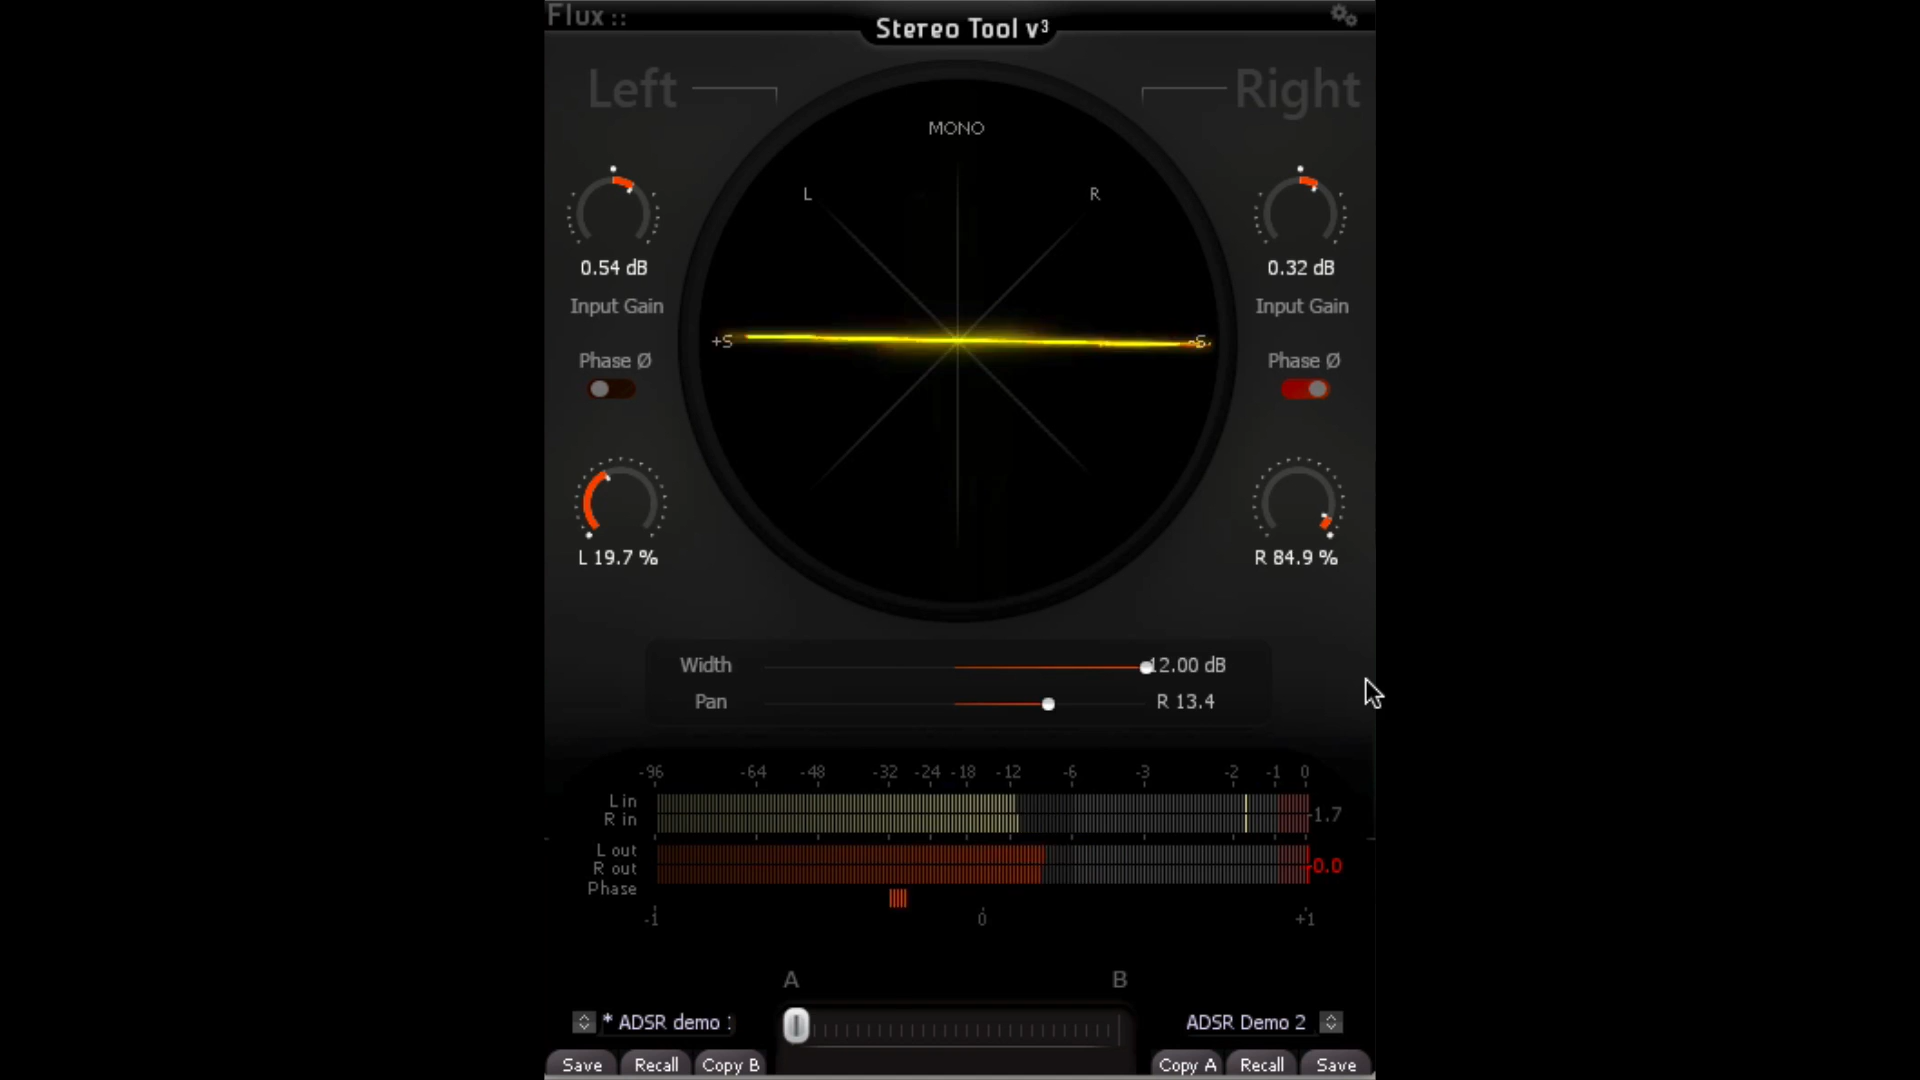 Flux ::
Stereo Tool v3
Left
Right
MONO
L
R
+S
-S
0.54 dB
Input Gain
Phase Ø
L 19.7 %
0.32 dB
Input Gain
Phase Ø
R 84.9 %
Width 12.00 dB
Pan R 13.4
-96 -64 -48 -32 -24 -18 -12 -6 -3 -2 -1 0
L in
R in
-1.7
L out
R out
0.0
Phase
-1 0 +1
A B
* ADSR demo
ADSR Demo 2
Save Recall Copy B
Copy A Recall Save